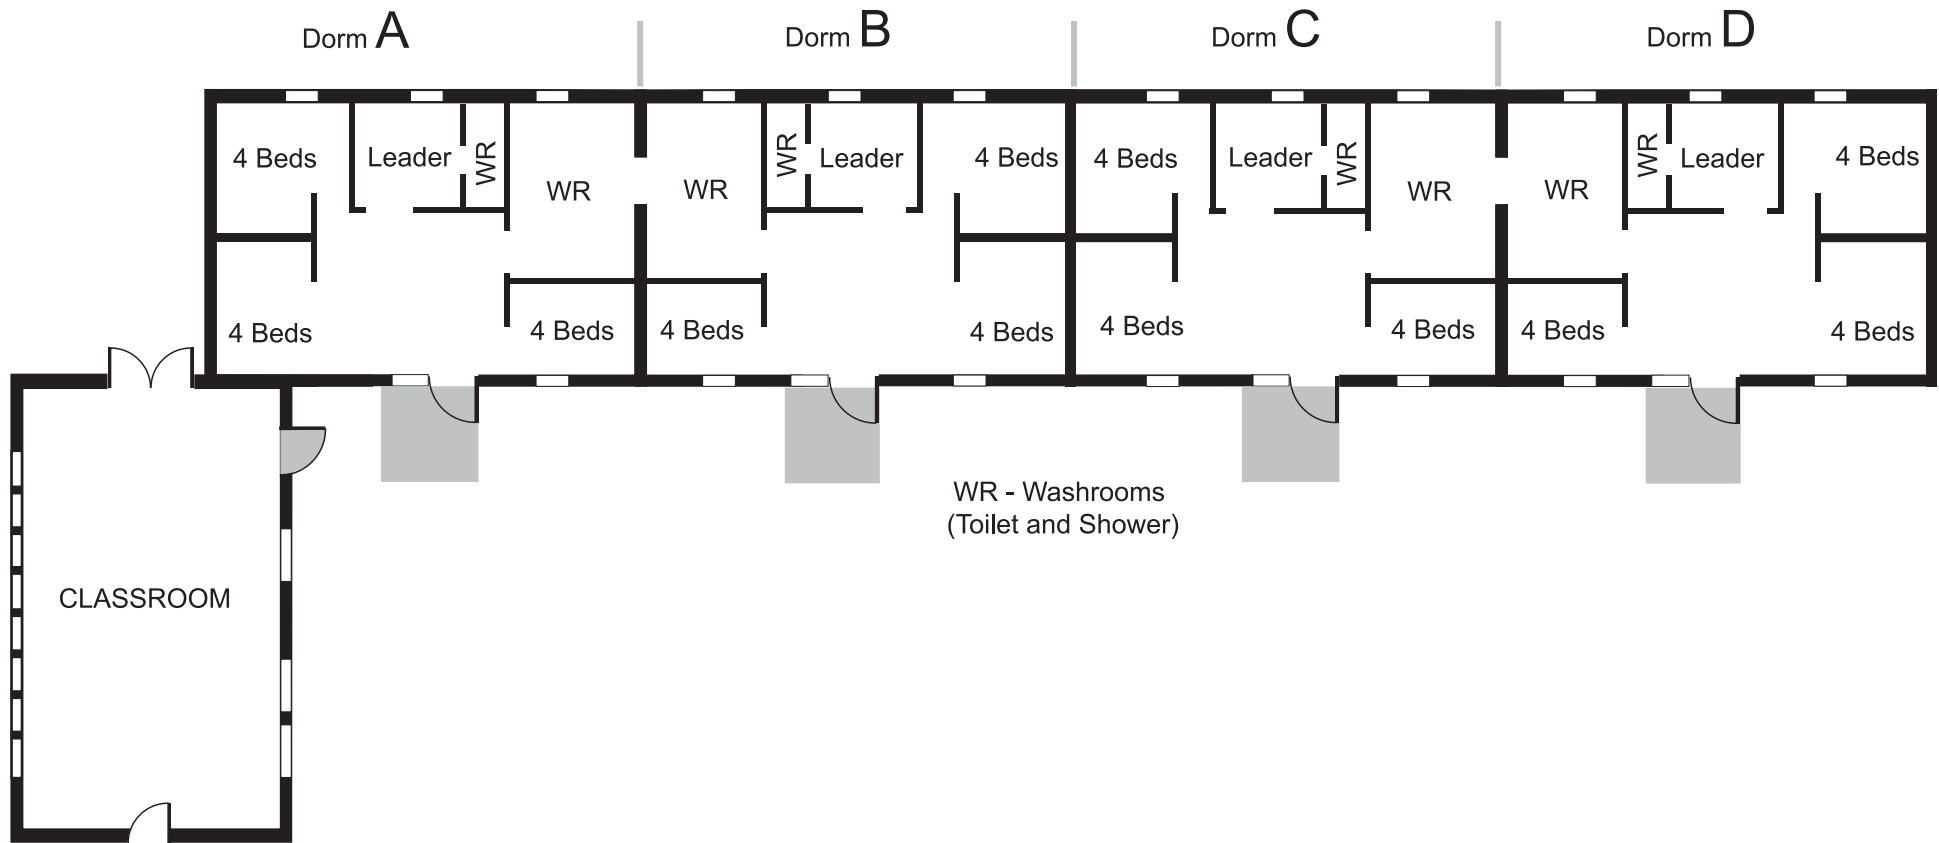 Dorm A
Dorm B
Dorm C
Dorm D
4 Beds
Leader
WR
WR
WR
WR
Leader
4 Beds
4 Beds
Leader
WR
WR
WR
WR
Leader
4 Beds
4 Beds
4 Beds
4 Beds
4 Beds
4 Beds
4 Beds
4 Beds
4 Beds
WR - Washrooms
(Toilet and Shower)
CLASSROOM